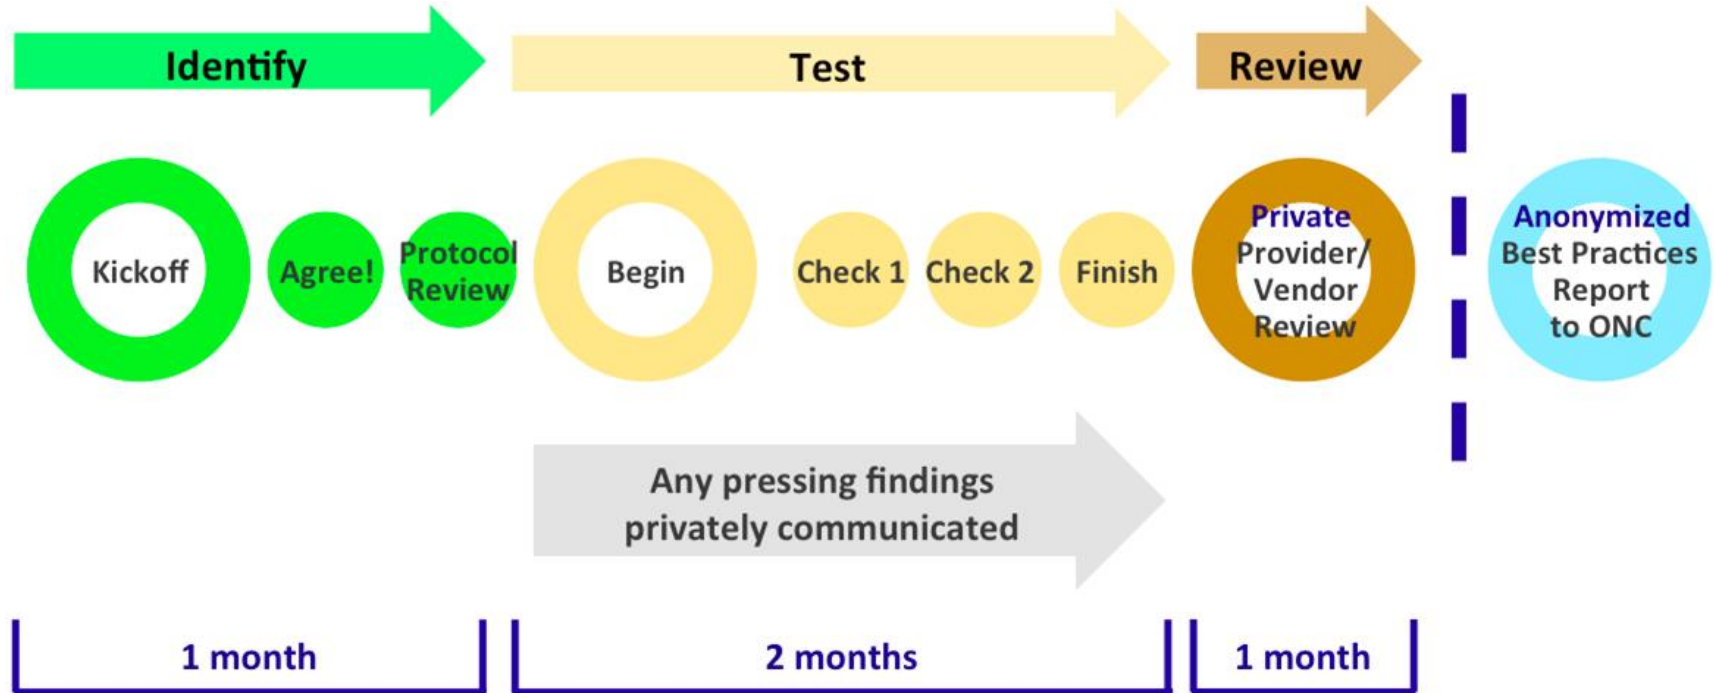 Identify
Test
Review
Kickoff
Agree!
Protocol
Review
Begin
Check 1
Check 2
Finish
Private
Provider/
Vendor
Review
Anonymized
Best Practices
Report
to ONC
Any pressing findings
privately communicated
1 month
2 months
1 month